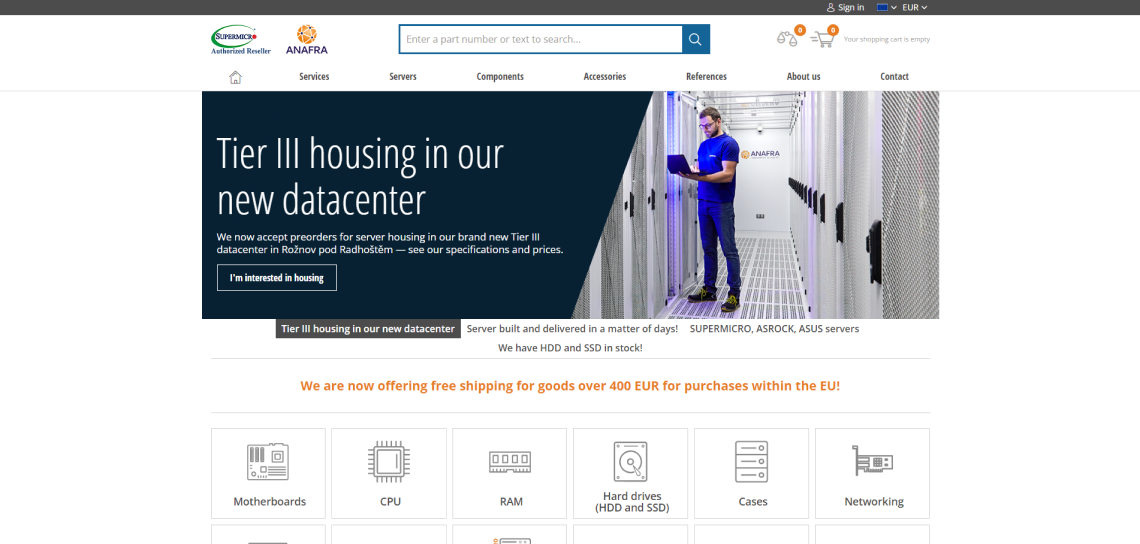 Sign in
EUR
SUPERMICRO
Authorized Reseller
ANAFRA
Enter a part number or text to search...
0
0
Your shopping cart is empty
Services
Servers
Components
Accessories
References
About us
Contact
Tier III housing in our
new datacenter
We now accept preorders for server housing in our brand new Tier III
datacenter in Rožnov pod Radhoštěm — see our specifications and prices.
I'm interested in housing
ANAFRA
Tier III housing in our new datacenter
Server built and delivered in a matter of days!
SUPERMICRO, ASROCK, ASUS servers
We have HDD and SSD in stock!
We are now offering free shipping for goods over 400 EUR for purchases within the EU!
Motherboards
CPU
RAM
Hard drives
(HDD and SSD)
Cases
Networking